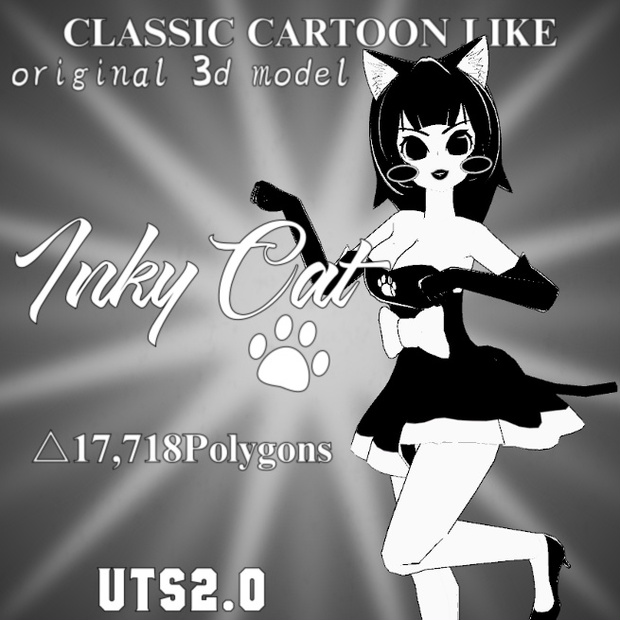 CLASSIC CARTOON LIKE
original 3d model
Inky Cat
△17,718Polygons
UTS2.0